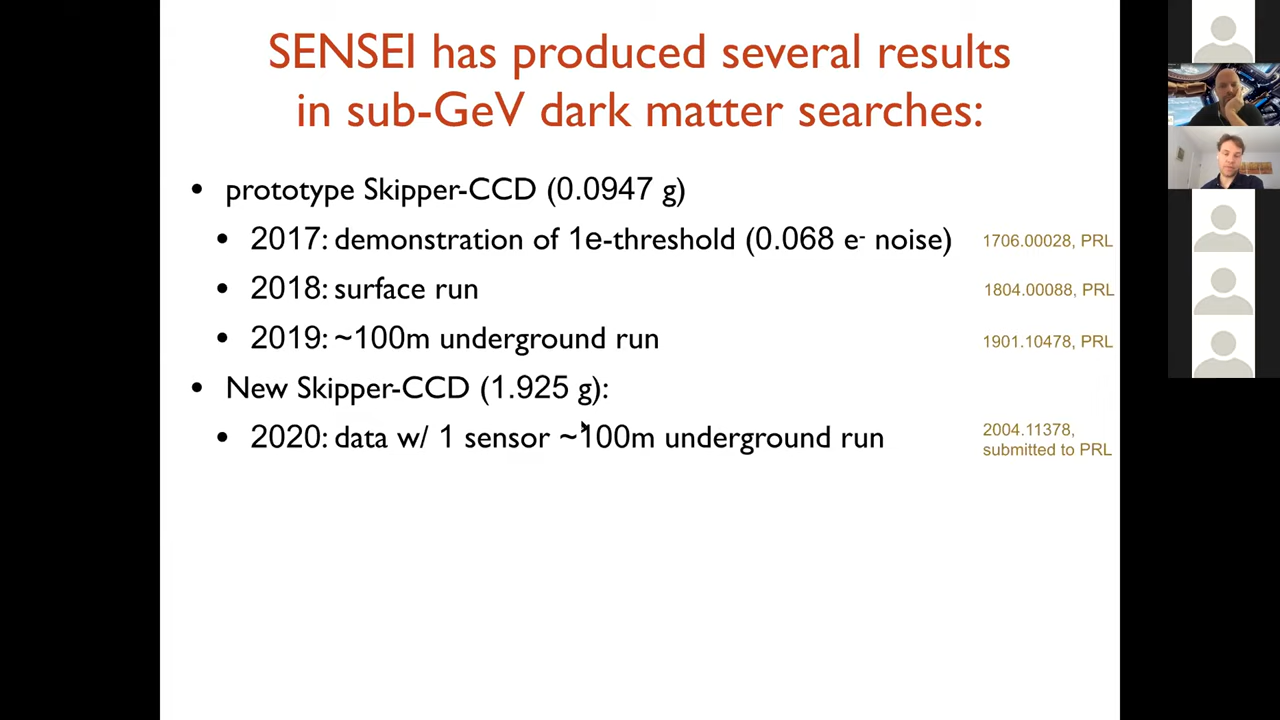 SENSEI has produced several results
in sub-GeV dark matter searches:
• prototype Skipper-CCD (0.0947 g)
• 2017: demonstration of 1e-threshold (0.068 e⁻ noise) 1706.00028, PRL
• 2018: surface run 1804.00088, PRL
• 2019: ~100m underground run 1901.10478, PRL
• New Skipper-CCD (1.925 g):
• 2020: data w/ 1 sensor ~100m underground run 2004.11378,
submitted to PRL